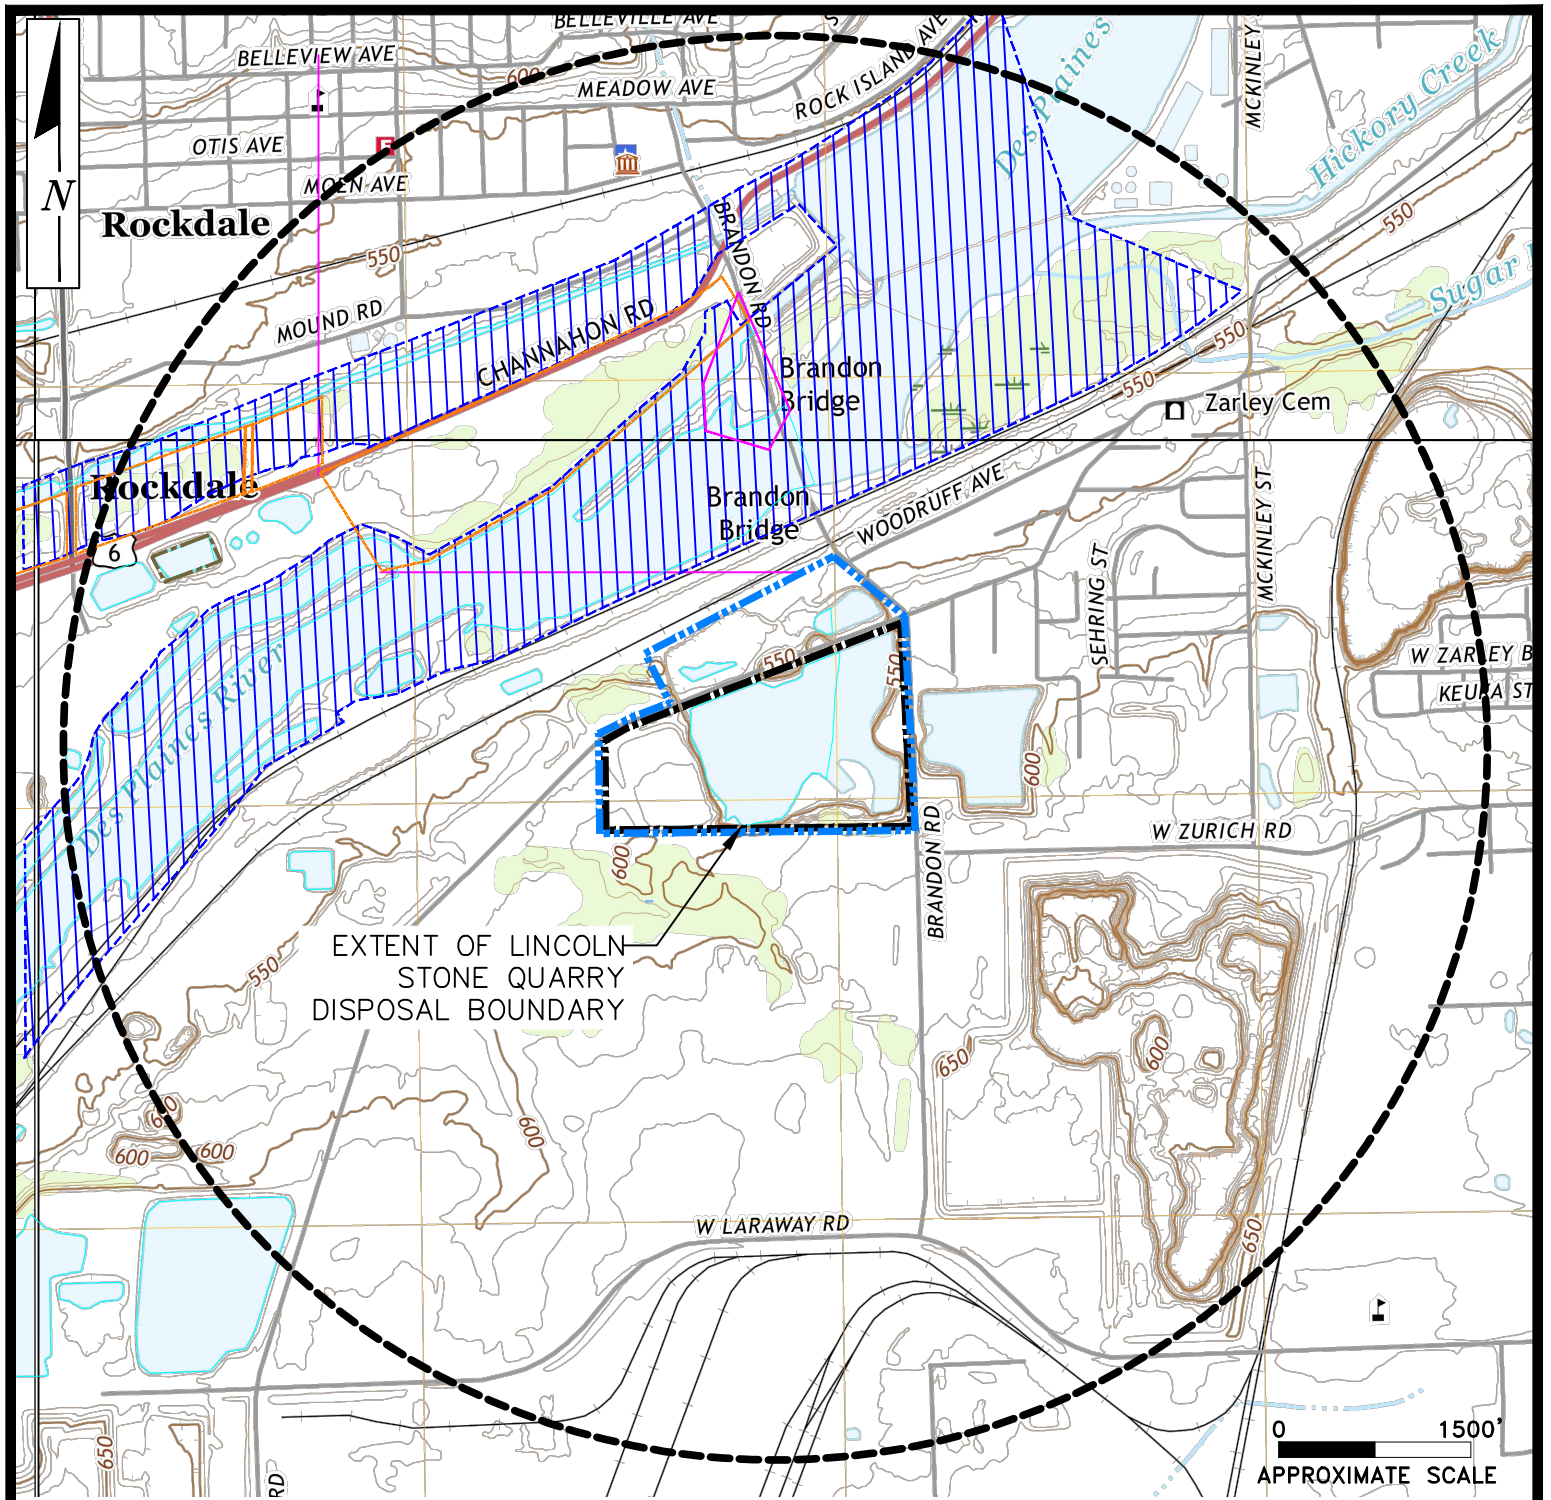 BELLEVILLE AVE
BELLEVIEW AVE
600
MEADOW AVE
ROCK ISLAND AVE
Des Plaines
MCKINLEY
Hickory Creek
OTIS AVE
F
MOEN AVE
N
Rockdale
550
BRANDON RD
550
Sugar
MOUND RD
CHANNAHON RD
550
Brandon
Bridge
550
Zarley Cem
Rockdale
Brandon
Bridge
WOODRUFF AVE
MCKINLEY ST
6
SEHRING ST
550
550
W ZARLEY B
KEUKA ST
Des Plaines River
600
BRANDON RD
W ZURICH RD
600
EXTENT OF LINCOLN
STONE QUARRY
DISPOSAL BOUNDARY
550
650
600
600
600
600
600
W LARAWAY RD
650
650
RD
0 1500'
APPROXIMATE SCALE